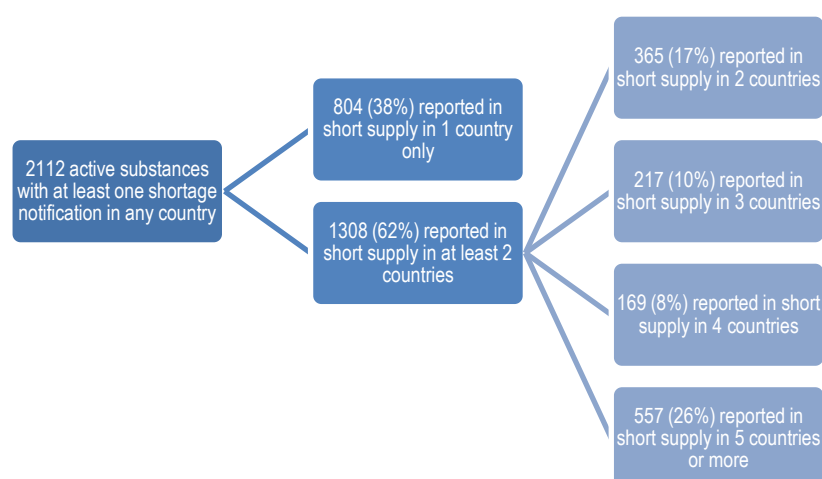 2112 active substances
with at least one shortage
notification in any country
804 (38%) reported in
short supply in 1 country
only
1308 (62%) reported in
short supply in at least 2
countries
365 (17%) reported in
short supply in 2 countries
217 (10%) reported in
short supply in 3 countries
169 (8%) reported in short
supply in 4 countries
557 (26%) reported in
short supply in 5 countries
or more